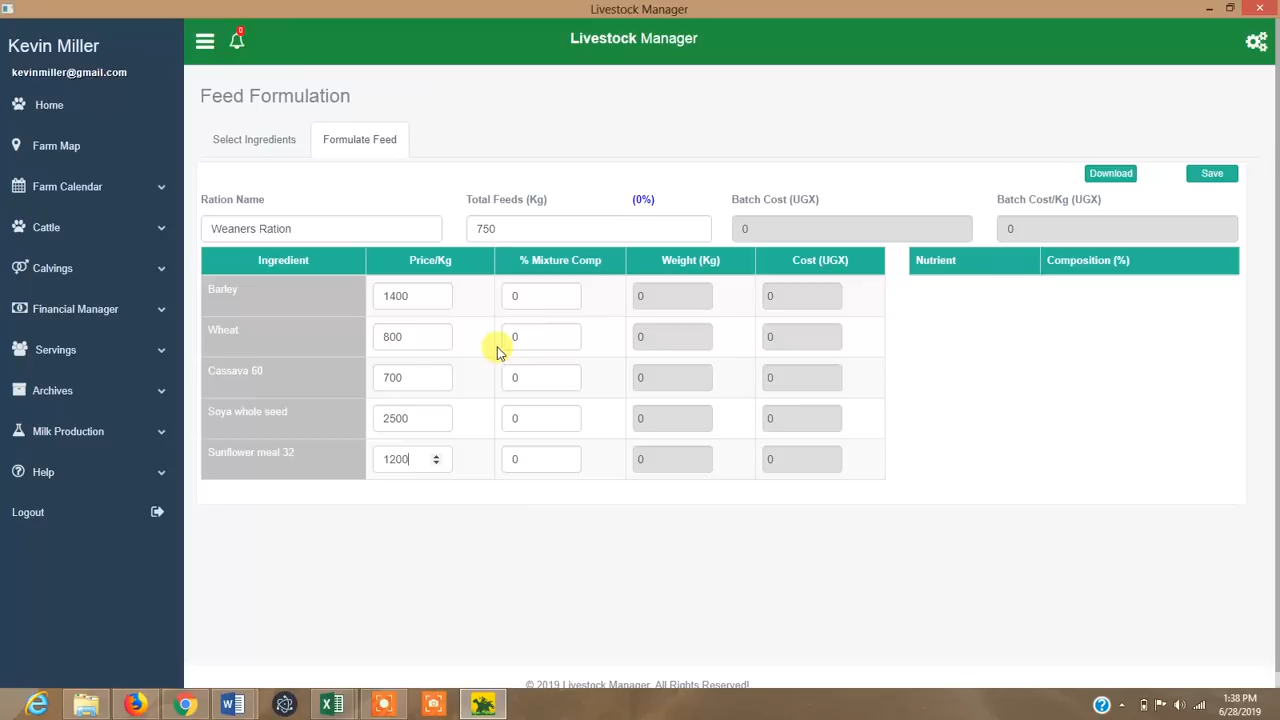 Livestock Manager
Kevin Miller
kevinmiller@gmail.com
Home
Farm Map
Farm Calendar
Cattle
Calvings
Financial Manager
Servings
Archives
Milk Production
Help
Logout
0
Livestock Manager
Feed Formulation
Select Ingredients
Formulate Feed
Download
Save
Ration Name
Total Feeds (Kg)
(0%)
Batch Cost (UGX)
Batch Cost/Kg (UGX)
Weaners Ration
750
0
0
Ingredient Price/Kg % Mixture Comp Weight (Kg) Cost (UGX)
Nutrient Composition (%)
Barley 1400 0 0 0
Wheat 800 0 0 0
Cassava 60 700 0 0 0
Soya whole seed 2500 0 0 0
Sunflower meal 32 1200 0 0 0
© 2019 Livestock Manager. All Rights Reserved!
1:38 PM
6/28/2019